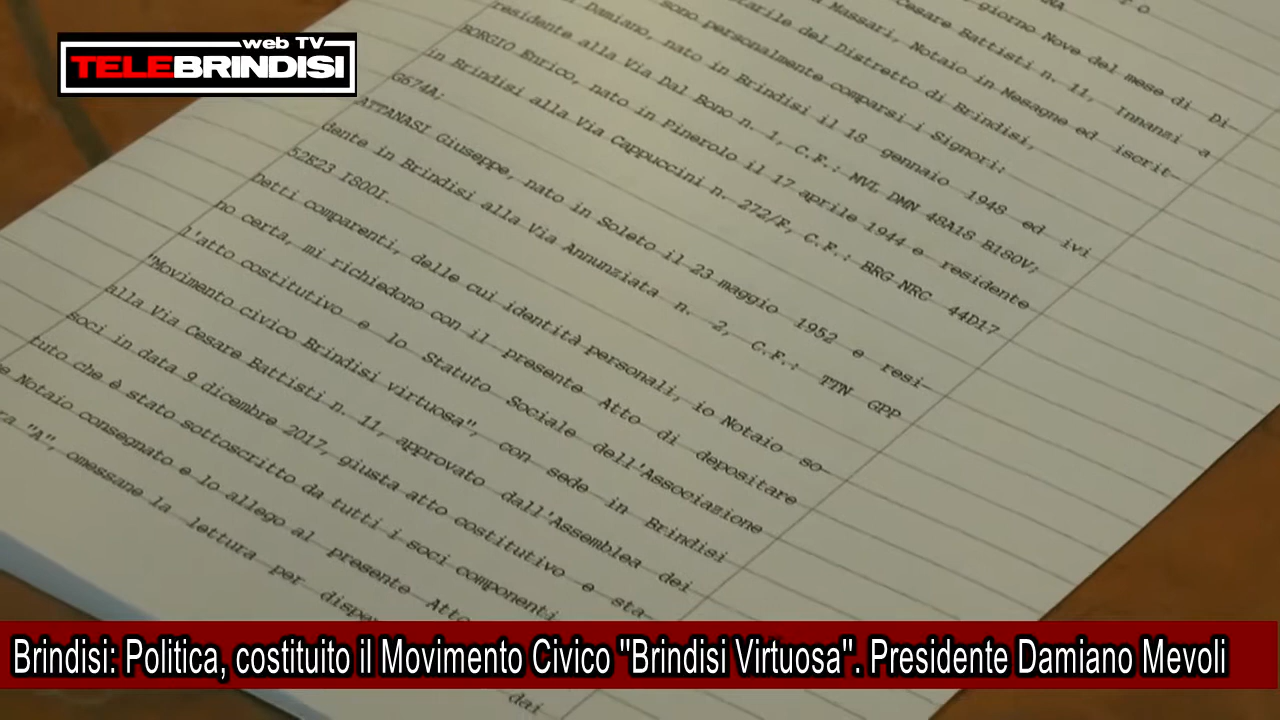 web TV
TELEBRINDISI
giorno Nove del mese di Di-
Cesare Battisti n. 11, Innanzi a
Massari, Notaio in Mesagne ed iscrit-
del Distretto di Brindisi,
sono personalmente comparsi i Signori:
Damiano, nato in Brindisi il 18 gennaio 1948 ed ivi
residente alla Via Dal Bono n. 1, C.F.: MVL DMN 48A18 B180V;
BORGIO Enrico, nato in Pinerolo il 17 aprile 1944 e residente
in Brindisi alla Via Cappuccini n. 272/F, C.F.: BRG NRC 44D17
G674A;
ATTANASI Giuseppe, nato in Soleto il 23 maggio 1952 e resi-
dente in Brindisi alla Via Annunziata n. 2, C.F.: TTN GPP
52E23 I800I.
Detti comparenti, delle cui identità personali, io Notaio so-
no certa, mi richiedono con il presente Atto di depositare
l'atto costitutivo e lo Statuto Sociale dell'Associazione
"Movimento civico Brindisi virtuosa", con sede in Brindisi
alla Via Cesare Battisti n. 11, approvato dall'Assemblea dei
soci in data 9 dicembre 2017, giusta atto costitutivo e sta-
tuto che è stato sottoscritto da tutti i soci componenti
Notaio consegnato e lo allego al presente Atto
"A", omessane la lettura per
dai
Brindisi: Politica, costituito il Movimento Civico "Brindisi Virtuosa". Presidente Damiano Mevoli